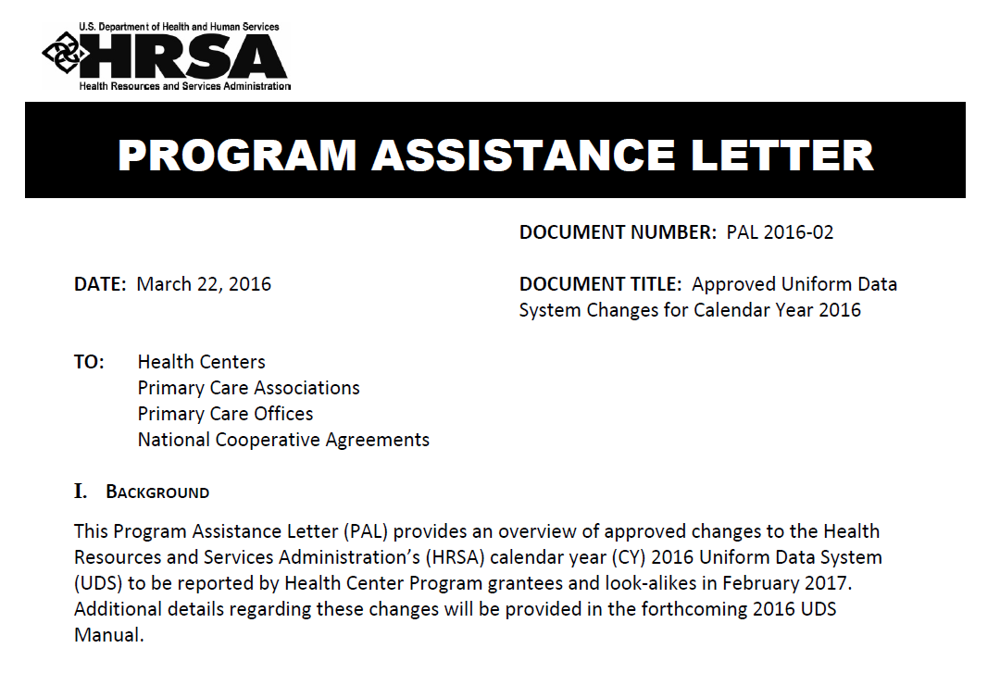 U.S. Department of Health and Human Services
HRSA
Health Resources and Services Administration
PROGRAM ASSISTANCE LETTER
DOCUMENT NUMBER: PAL 2016-02
DATE: March 22, 2016
DOCUMENT TITLE: Approved Uniform Data
System Changes for Calendar Year 2016
TO: Health Centers
Primary Care Associations
Primary Care Offices
National Cooperative Agreements
I. BACKGROUND
This Program Assistance Letter (PAL) provides an overview of approved changes to the Health
Resources and Services Administration’s (HRSA) calendar year (CY) 2016 Uniform Data System
(UDS) to be reported by Health Center Program grantees and look-alikes in February 2017.
Additional details regarding these changes will be provided in the forthcoming 2016 UDS
Manual.